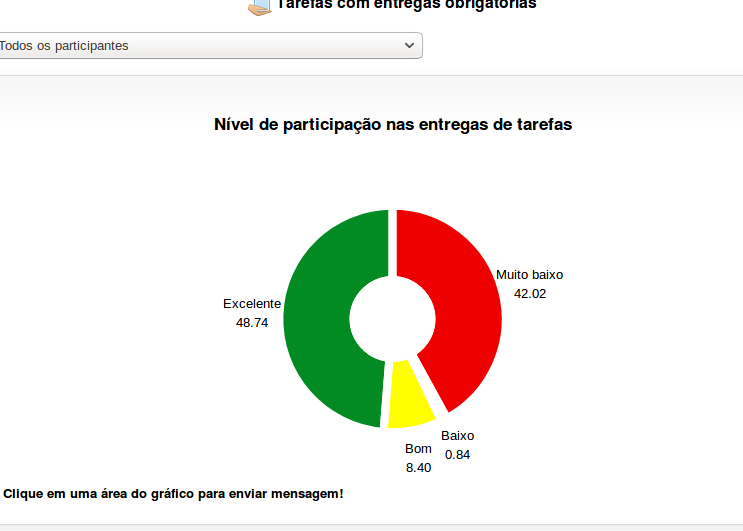 Tarefas com entregas obrigatórias
Todos os participantes
Nível de participação nas entregas de tarefas
Muito baixo
42.02
Excelente
48.74
Baixo
0.84
Bom
8.40
Clique em uma área do gráfico para enviar mensagem!